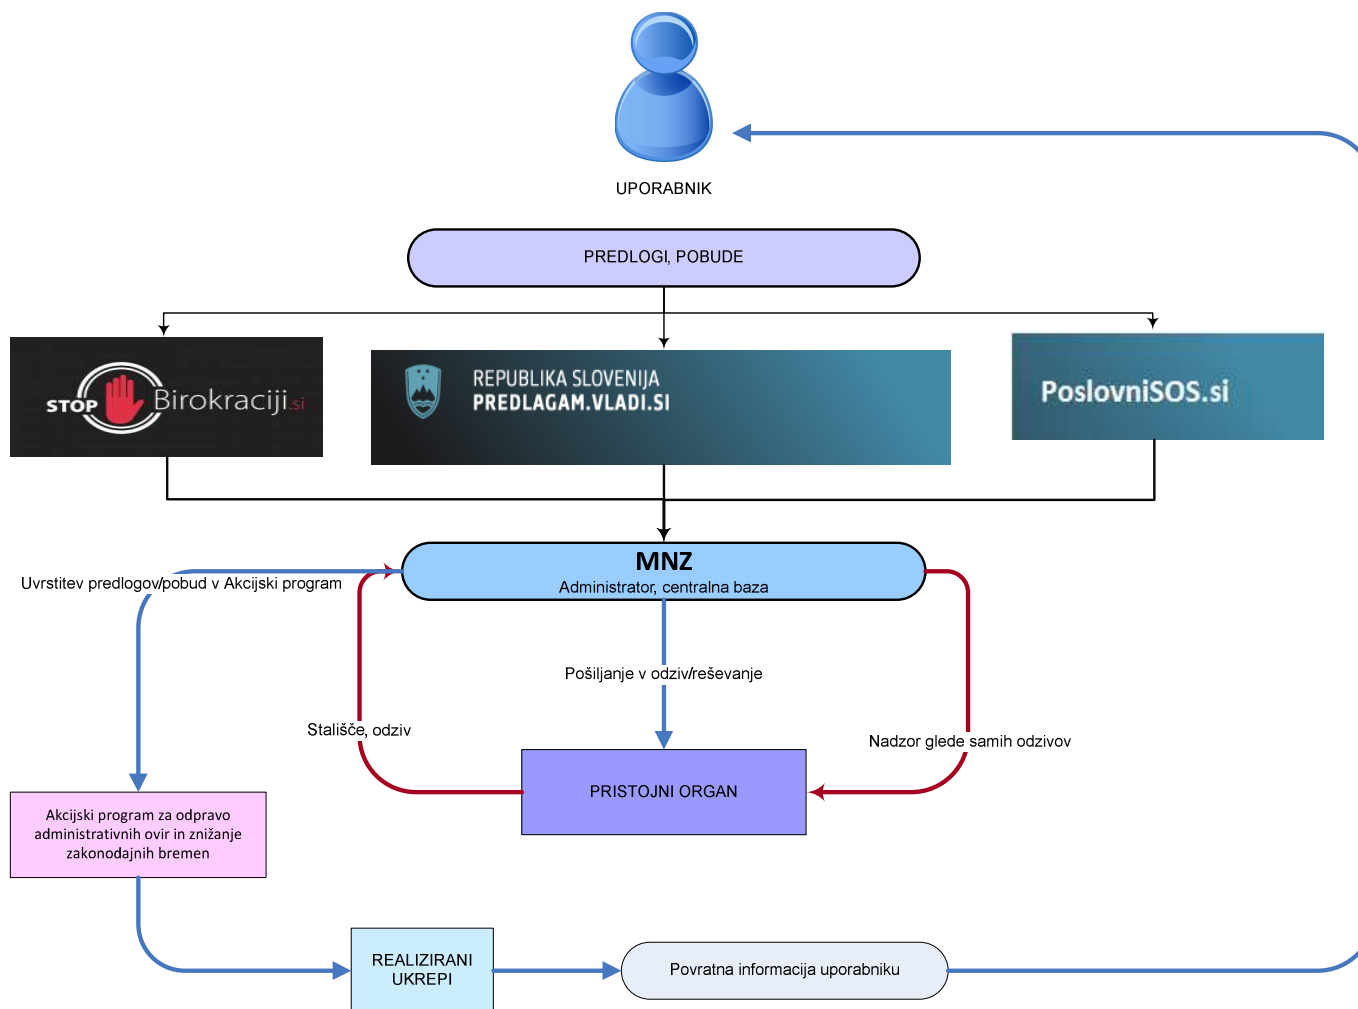 UPORABNIK
PREDLOGI, POBUDE
STOP Birokraciji.si
REPUBLIKA SLOVENIJA
PREDLAGAM.VLADI.SI
PoslovniSOS.si
MNZ
Administrator, centralna baza
Uvrstitev predlogov/pobud v Akcijski program
Pošiljanje v odziv/reševanje
Stališče, odziv
Nadzor glede samih odzivov
PRISTOJNI ORGAN
Akcijski program za odpravo
administrativnih ovir in znižanje
zakonodajnih bremen
REALIZIRANI
UKREPI
Povratna informacija uporabniku